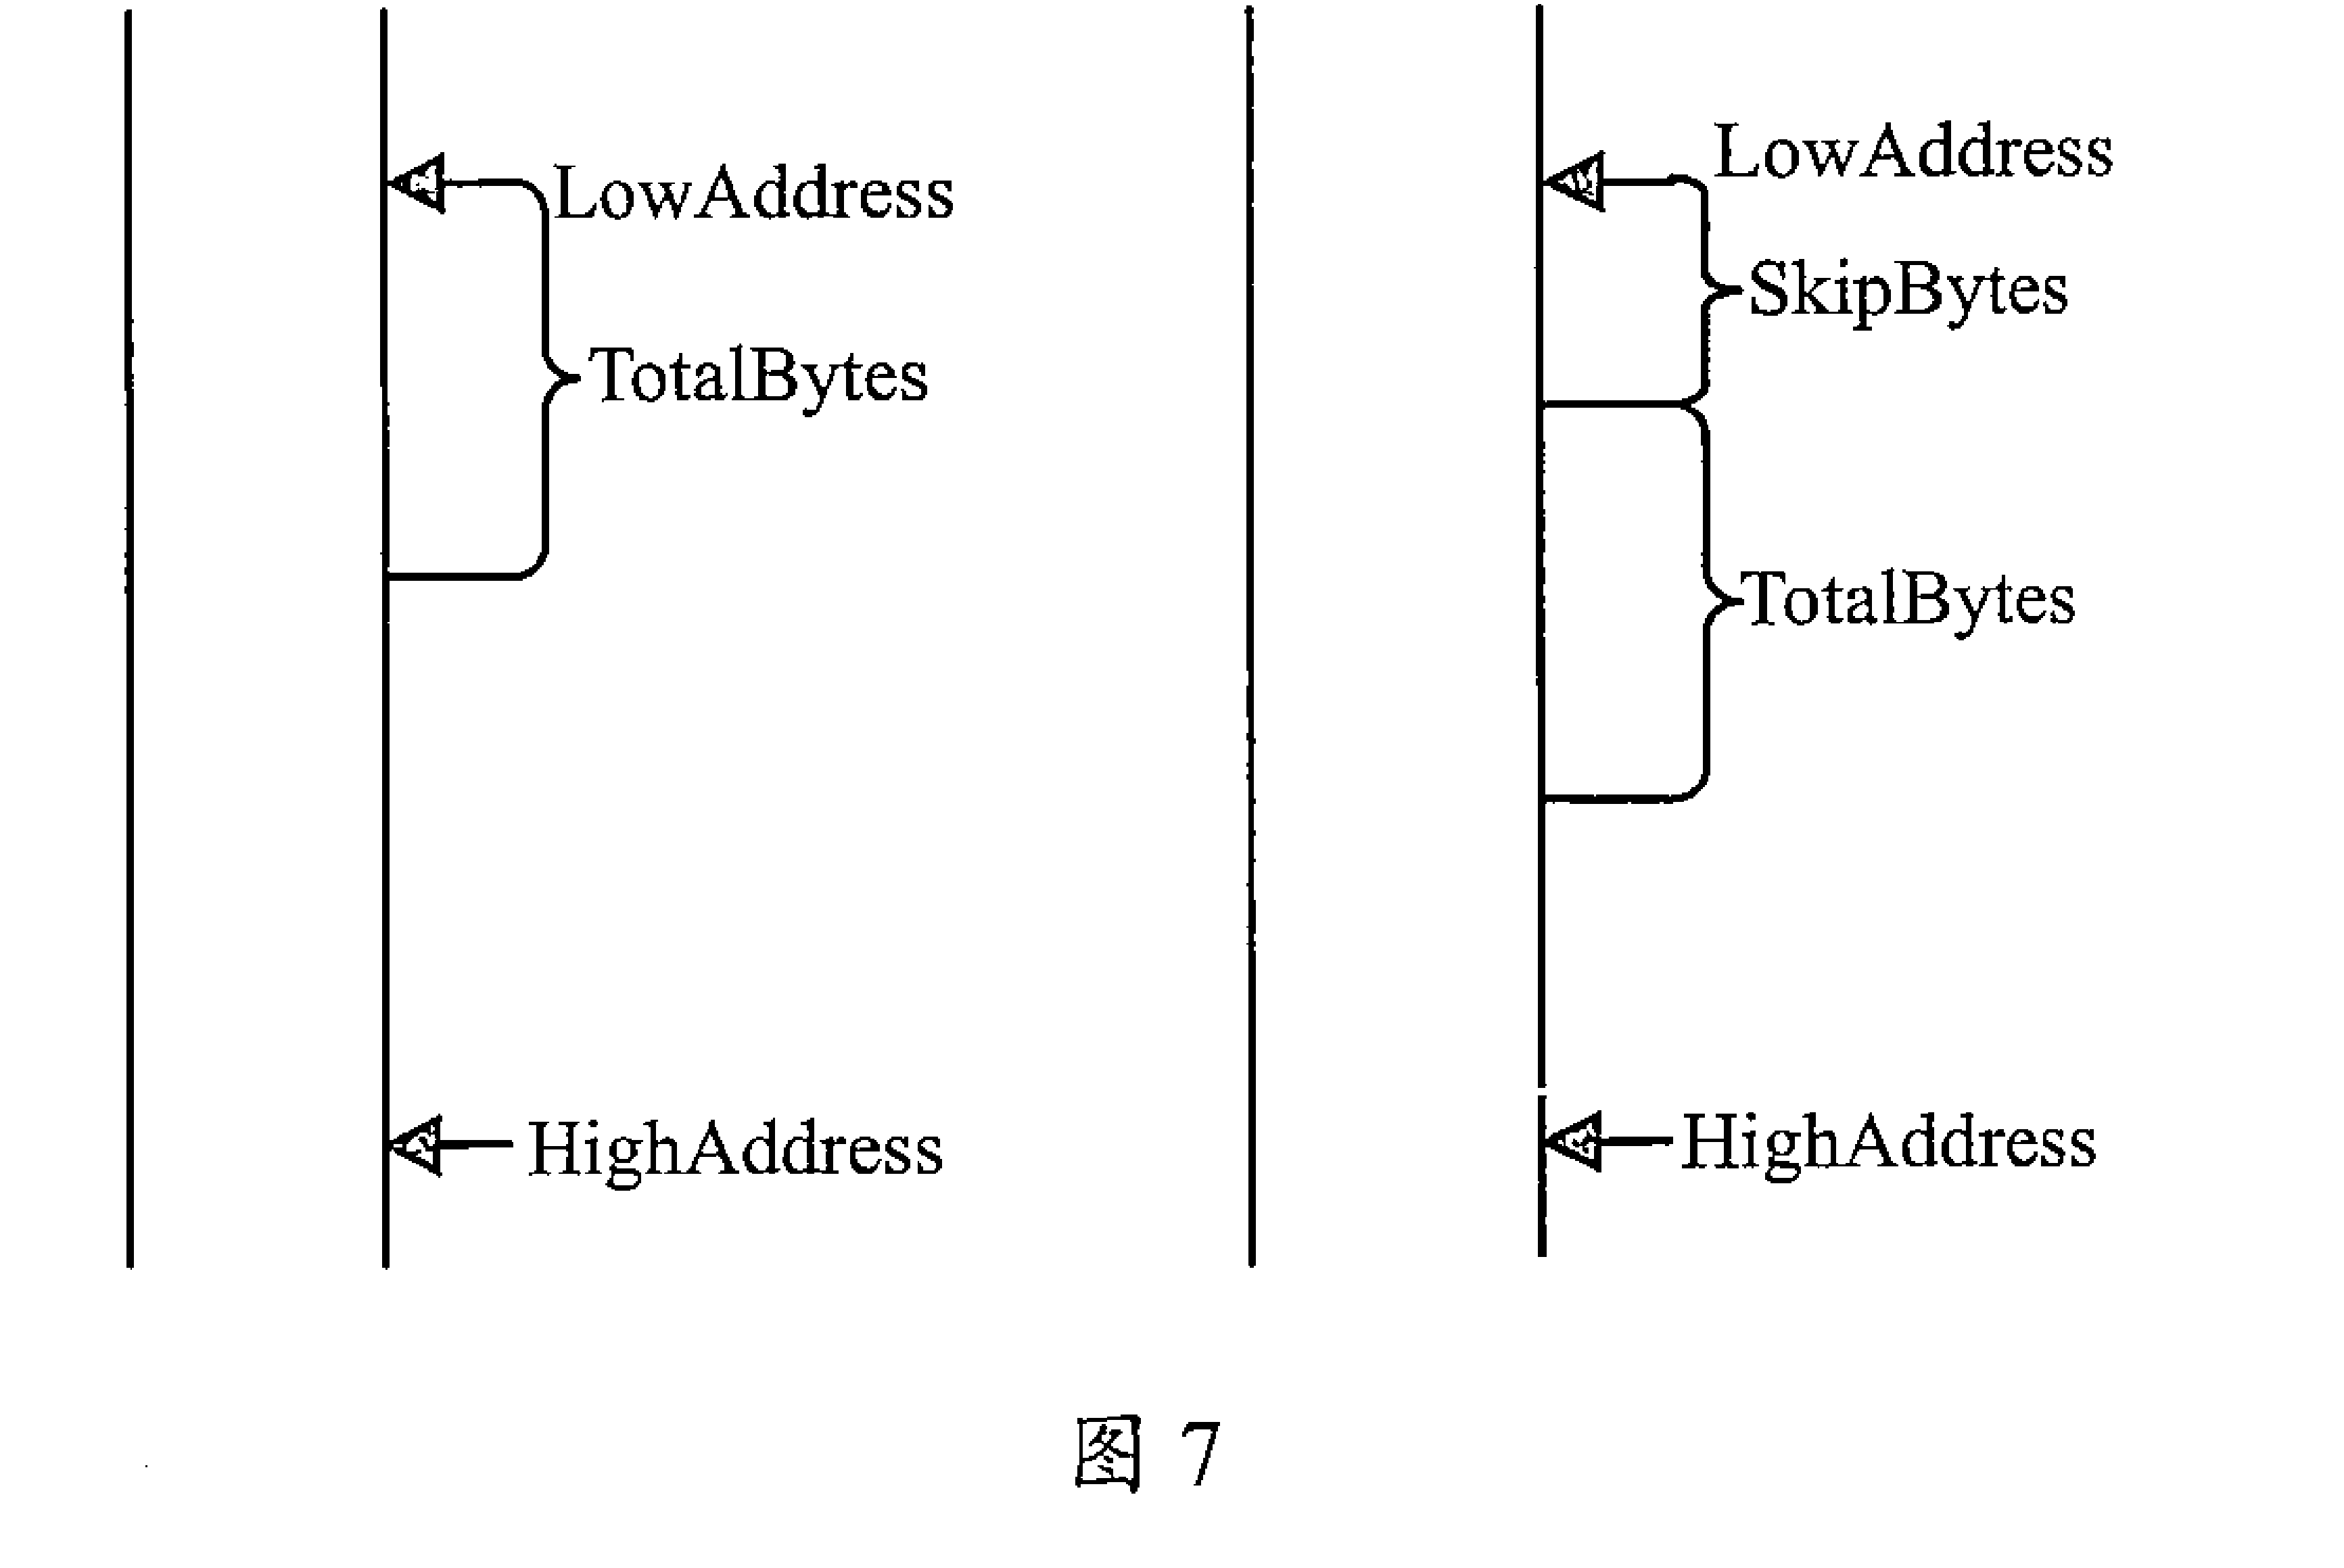 LowAddress
TotalBytes
HighAddress
LowAddress
SkipBytes
TotalBytes
HighAddress
图 7